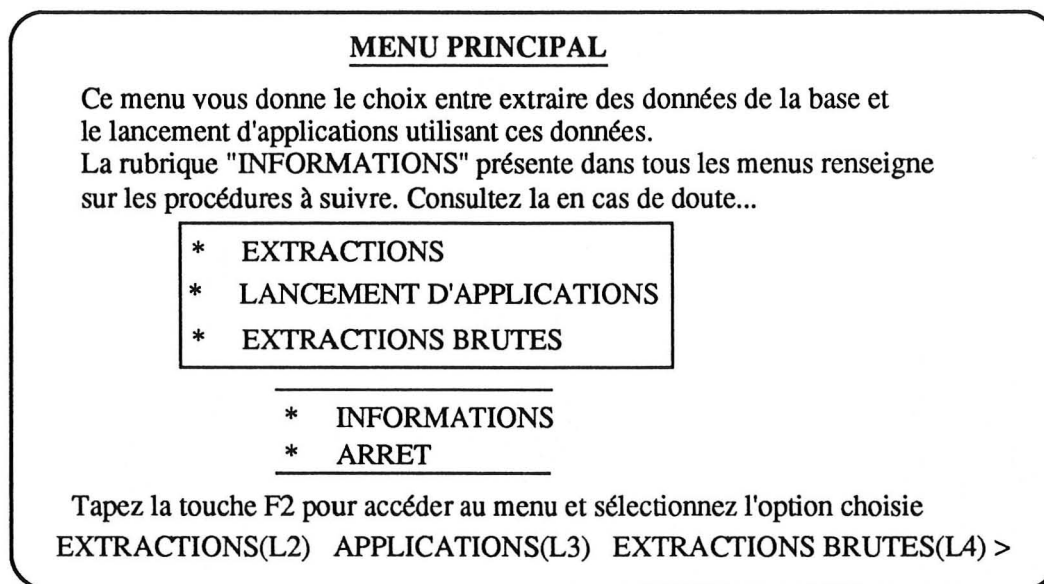 MENU PRINCIPAL
Ce menu vous donne le choix entre extraire des données de la base et
le lancement d'applications utilisant ces données.
La rubrique "INFORMATIONS" présente dans tous les menus renseigne
sur les procédures à suivre. Consultez la en cas de doute...
* EXTRACTIONS
* LANCEMENT D'APPLICATIONS
* EXTRACTIONS BRUTES
* INFORMATIONS
* ARRET
Tapez la touche F2 pour accéder au menu et sélectionnez l'option choisie
EXTRACTIONS(L2) APPLICATIONS(L3) EXTRACTIONS BRUTES(L4) >